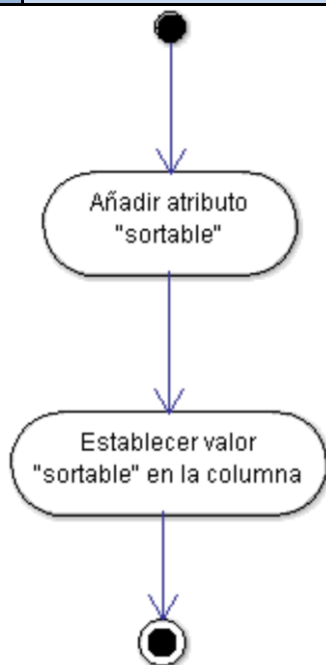 Añadir atributo
"sortable"
Establecer valor
"sortable" en la columna